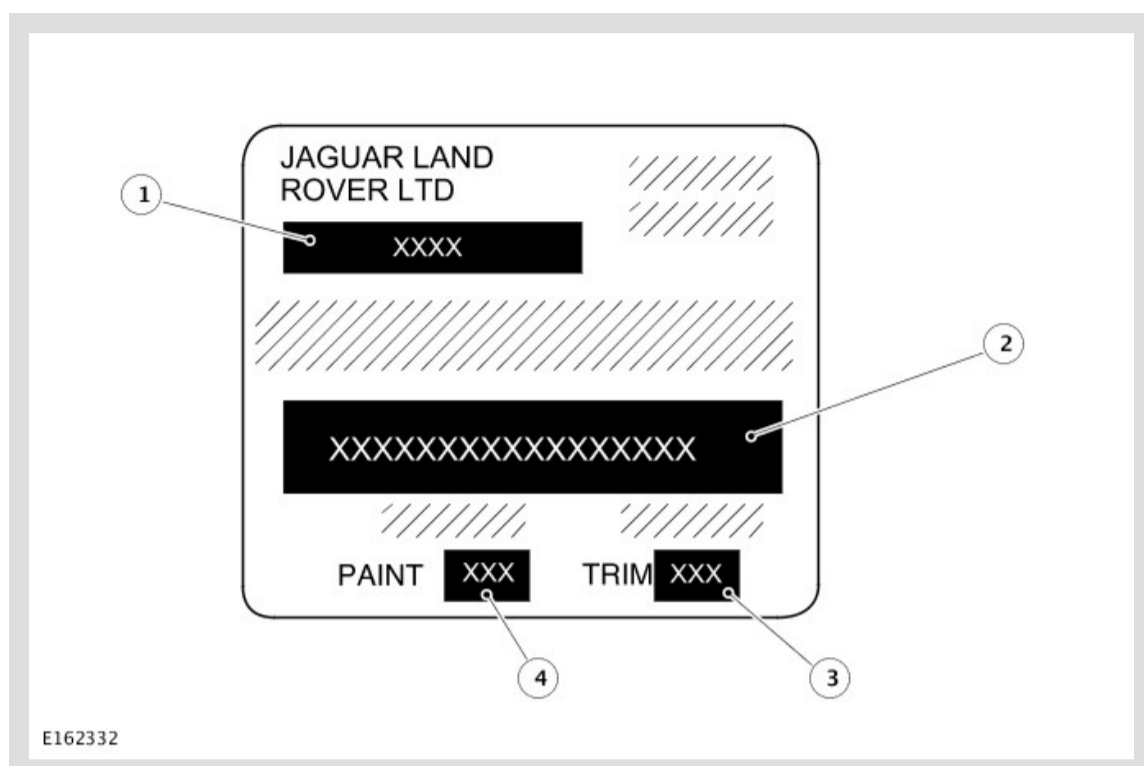 JAGUAR LAND
ROVER LTD
1
XXXX
2
XXXXXXXXXXXXXXXXX
PAINT XXX TRIM XXX
4 3
E162332